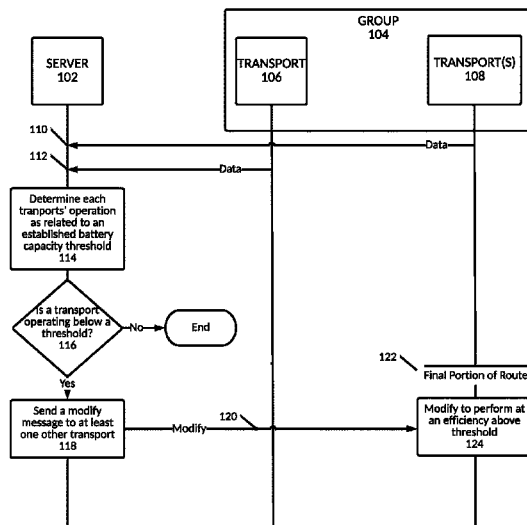 GROUP
104
SERVER
102
TRANSPORT
106
TRANSPORT(S)
108
110
Data
112
Data
Determine each
tranports' operation
as related to an
established battery
capacity threshold
114
Is a transport
operating below a
threshold?
116
No
End
Yes
122
Final Portion of Route
Send a modify
message to at least
one other transport
118
120
Modify
Modify to perform at
an efficiency above
threshold
124